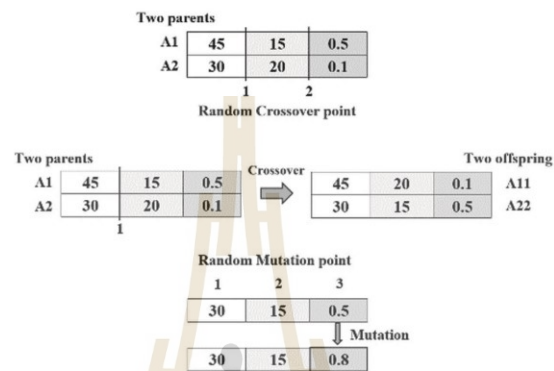 Two parents
A1 45 15 0.5
A2 30 20 0.1
1 2
Random Crossover point
Two parents Crossover Two offspring
A1 45 15 0.5 45 20 0.1 A11
A2 30 20 0.1 30 15 0.5 A22
1
Random Mutation point
1 2 3
30 15 0.5
Mutation
30 15 0.8